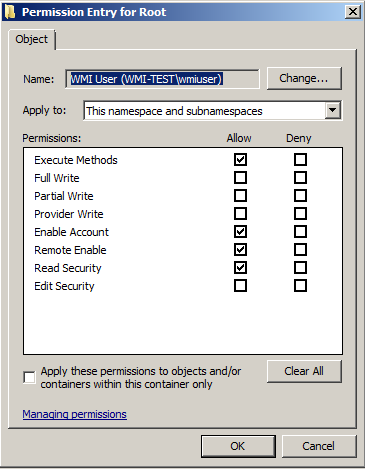 Permission Entry for Root
Object
Name: WMI User (WMI-TEST\wmiuser) Change...
Apply to: This namespace and subnamespaces
Permissions: Allow Deny
Execute Methods
Full Write
Partial Write
Provider Write
Enable Account
Remote Enable
Read Security
Edit Security
Apply these permissions to objects and/or
containers within this container only
Clear All
Managing permissions
OK Cancel